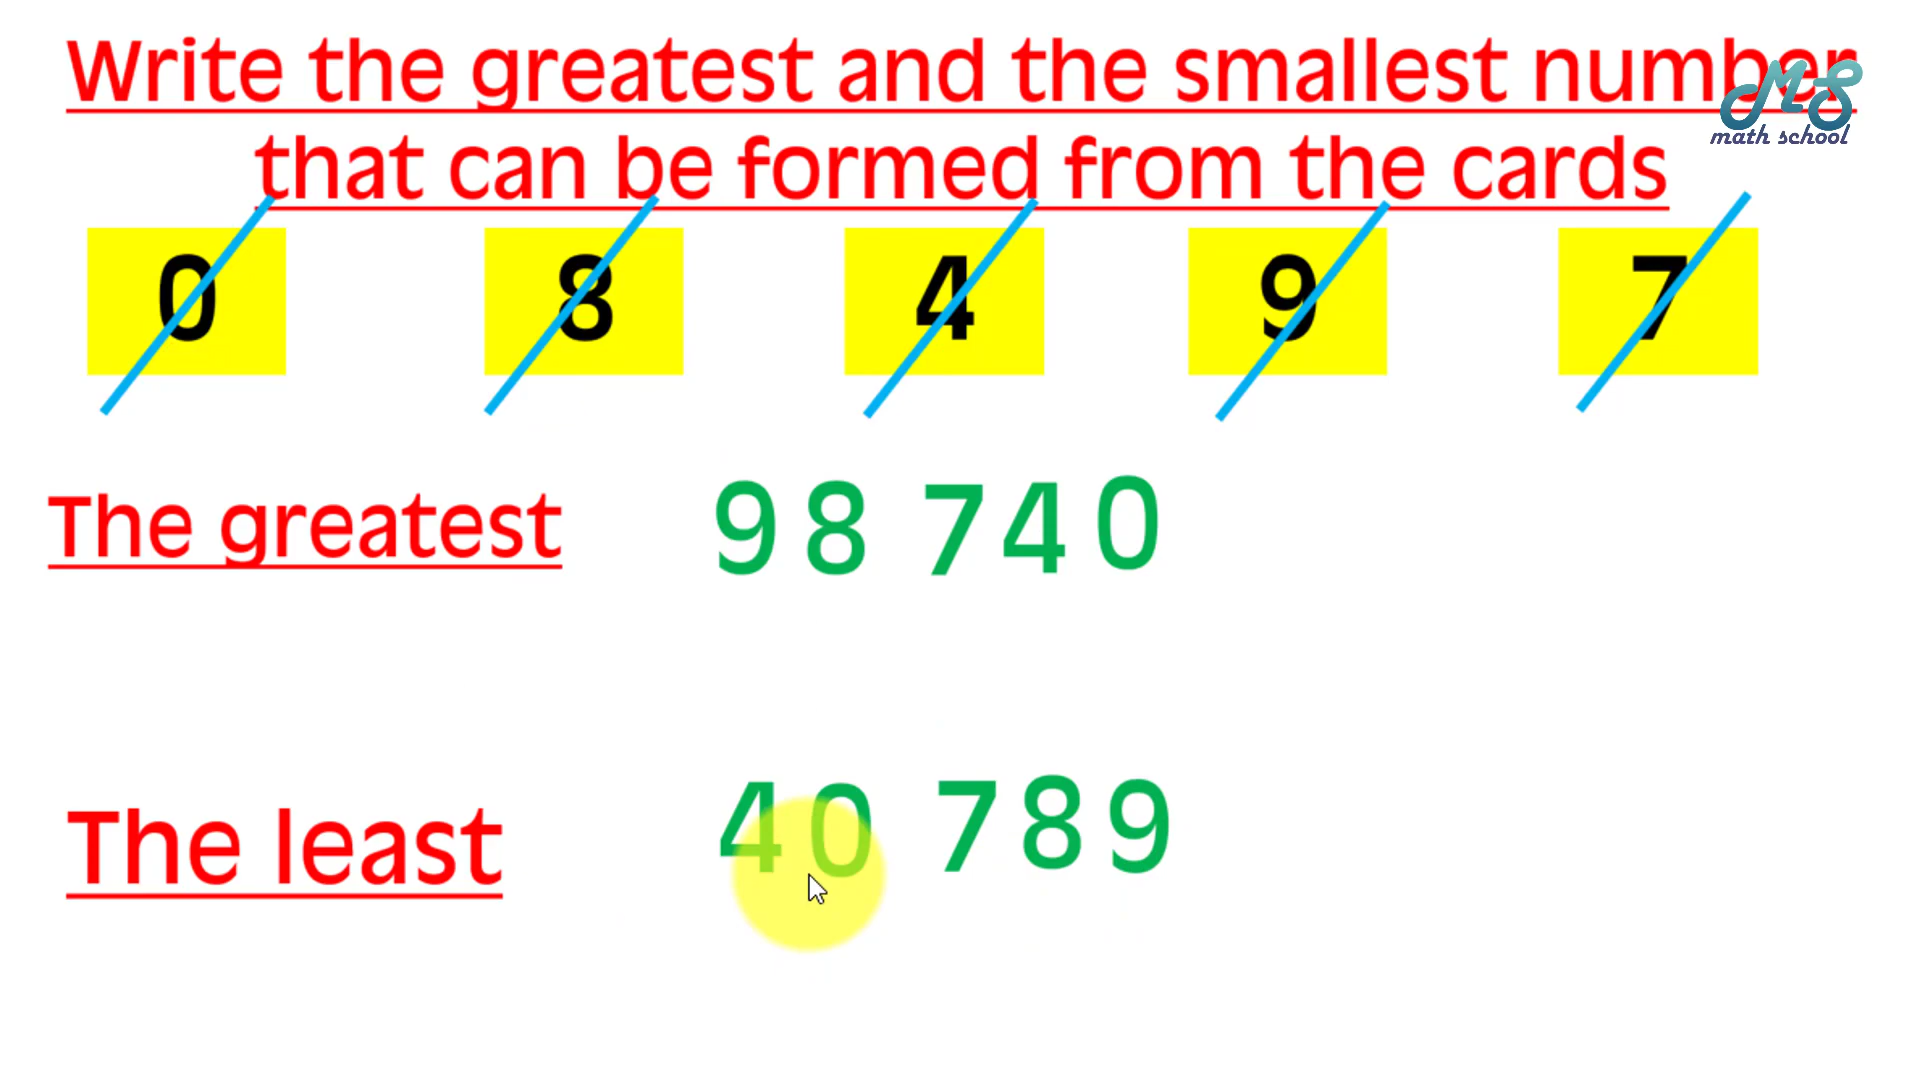 Write the greatest and the smallest number
that can be formed from the cards
MS
math school
0 8 4 9 7
The greatest 98 740
The least 40 789